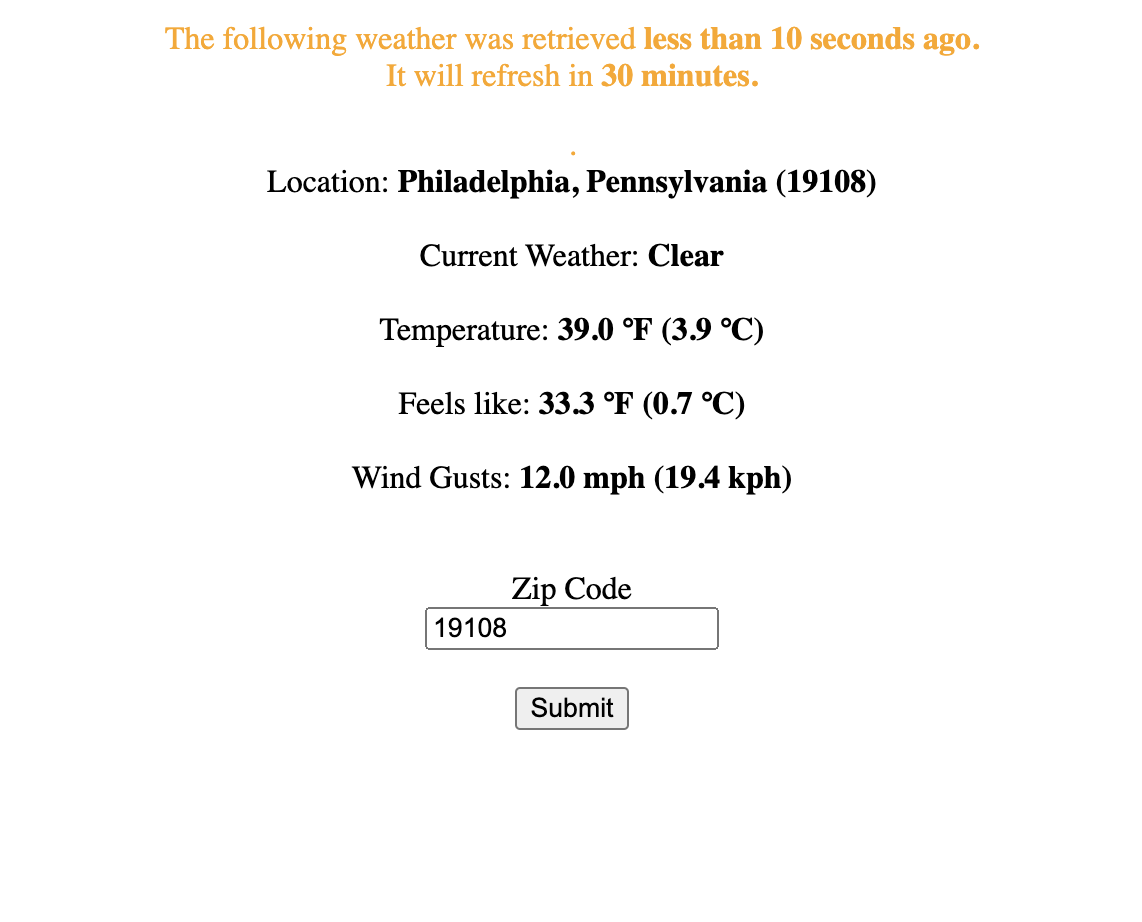 The following weather was retrieved less than 10 seconds ago.
It will refresh in 30 minutes.
.
Location: Philadelphia, Pennsylvania (19108)
Current Weather: Clear
Temperature: 39.0 °F (3.9 °C)
Feels like: 33.3 °F (0.7 °C)
Wind Gusts: 12.0 mph (19.4 kph)
Zip Code
19108
Submit